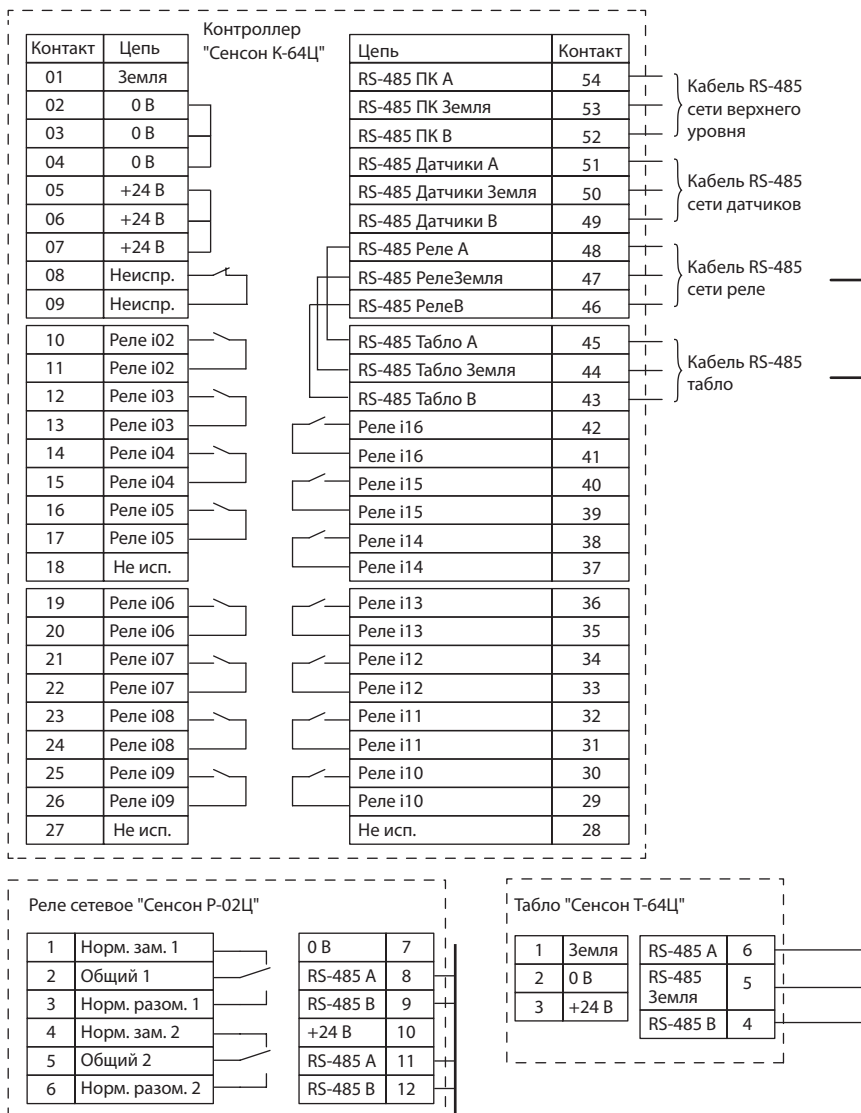 Контроллер
"Сенсон К-64Ц"
Контакт Цепь
01 Земля
02 0 В
03 0 В
04 0 В
05 +24 В
06 +24 В
07 +24 В
08 Неиспр.
09 Неиспр.
10 Реле i02
11 Реле i02
12 Реле i03
13 Реле i03
14 Реле i04
15 Реле i04
16 Реле i05
17 Реле i05
18 Не исп.
19 Реле i06
20 Реле i06
21 Реле i07
22 Реле i07
23 Реле i08
24 Реле i08
25 Реле i09
26 Реле i09
27 Не исп.
Цепь Контакт
RS-485 ПК А 54
RS-485 ПК Земля 53
RS-485 ПК В 52
RS-485 Датчики А 51
RS-485 Датчики Земля 50
RS-485 Датчики В 49
RS-485 Реле А 48
RS-485 РелеЗемля 47
RS-485 РелеВ 46
RS-485 Табло А 45
RS-485 Табло Земля 44
RS-485 Табло В 43
Реле i16 42
Реле i16 41
Реле i15 40
Реле i15 39
Реле i14 38
Реле i14 37
Реле i13 36
Реле i13 35
Реле i12 34
Реле i12 33
Реле i11 32
Реле i11 31
Реле i10 30
Реле i10 29
Не исп. 28
Кабель RS-485
сети верхнего
уровня
Кабель RS-485
сети датчиков
Кабель RS-485
сети реле
Кабель RS-485
табло
Реле сетевое "Сенсон Р-02Ц"
1 Норм. зам. 1
2 Общий 1
3 Норм. разом. 1
4 Норм. зам. 2
5 Общий 2
6 Норм. разом. 2
0 В 7
RS-485 А 8
RS-485 В 9
+24 В 10
RS-485 А 11
RS-485 В 12
Табло "Сенсон Т-64Ц"
1 Земля
2 0 В
3 +24 В
RS-485 А 6
RS-485
Земля 5
RS-485 В 4